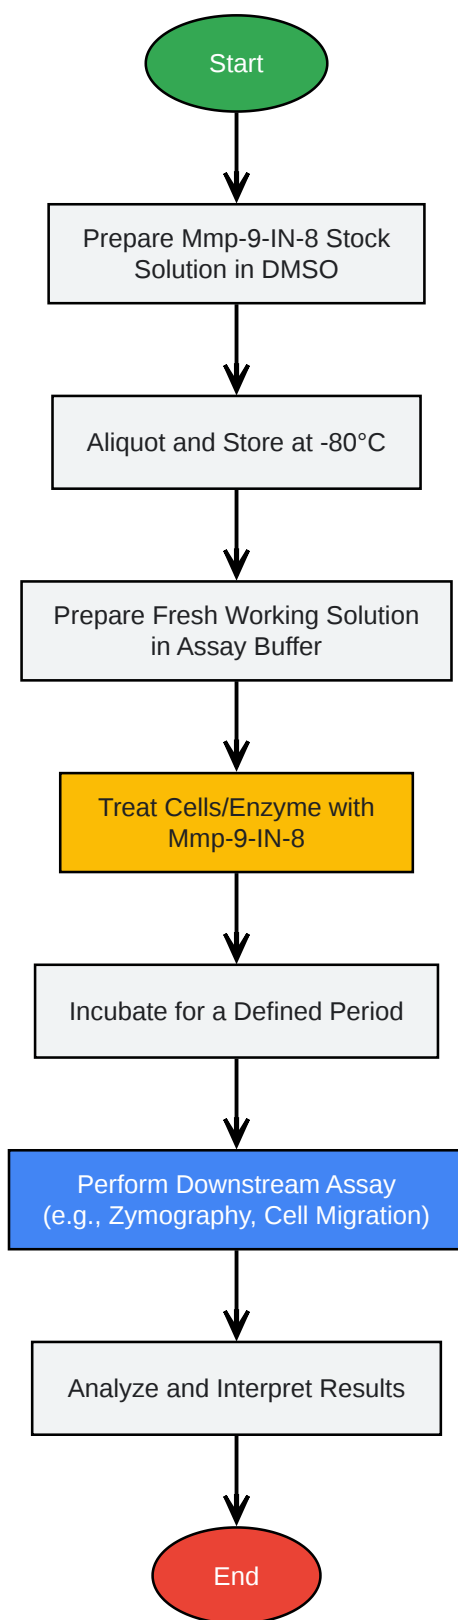 Start
Prepare Mmp-9-IN-8 Stock
Solution in DMSO
Aliquot and Store at -80°C
Prepare Fresh Working Solution
in Assay Buffer
Treat Cells/Enzyme with
Mmp-9-IN-8
Incubate for a Defined Period
Perform Downstream Assay
(e.g., Zymography, Cell Migration)
Analyze and Interpret Results
End